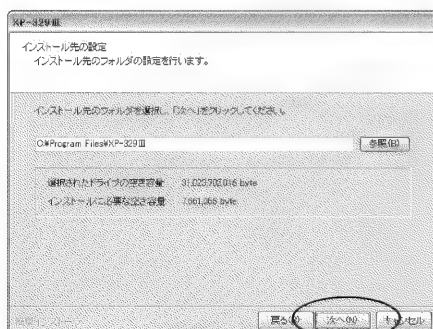 XP-329Ⅲ
インストール先の設定
インストール先のフォルダの設定を行います。
インストール先のフォルダを選択し、「次へ」をクリックしてください。
C:¥Program Files¥XP-329Ⅲ
参照(B)
選択されたドライブの空き容量 31,023,702,016 byte
インストールに必要な空き容量 7,661,066 byte
戻る(B)
次へ(N)
キャンセル